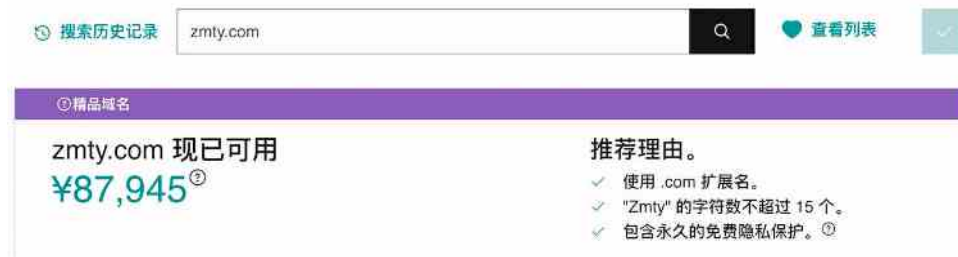 搜索历史记录
zmty.com
查看列表
精品域名
zmty.com 现已可用
¥87,945
推荐理由。
使用 .com 扩展名。
"Zmty" 的字符数不超过 15 个。
包含永久的免费隐私保护。